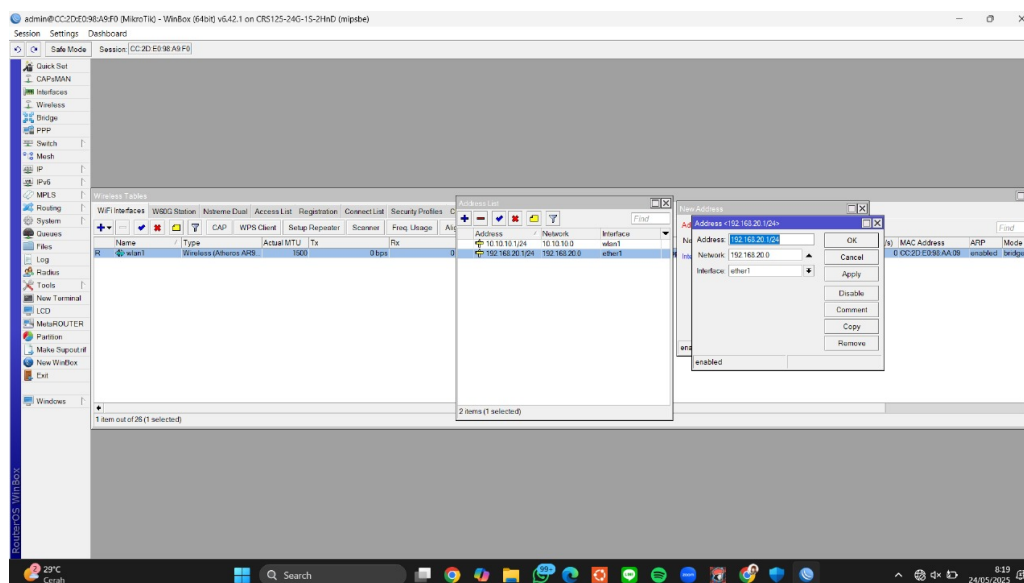 admin@CC:2D:E0:98:A9:F0 (MikroTik) - WinBox (64bit) v6.42.1 on CRS125-24G-1S-2HnD (mipsbe)
Session Settings Dashboard
Safe Mode Session: CC:2D:E0:98:A9:F0
Quick Set
CAPsMAN
Interfaces
Wireless
Bridge
PPP
Switch
Mesh
IP
IPv6
MPLS
Routing
System
Queues
Files
Log
Radius
Tools
New Terminal
LCD
MetaROUTER
Partition
Make Supout.rif
New WinBox
Exit
Windows
RouterOS WinBox
Wireless Tables
WiFi Interfaces W60G Station Nstreme Dual Access List Registration Connect List Security Profiles
CAP WPS Client Setup Repeater Scanner Freq. Usage
Find
Name Type Actual MTU Tx Rx
/s) MAC Address ARP Mode
R wlan1 Wireless (Atheros AR9... 1500 0 bps
0 CC:2D:E0:98:AA:09 enabled bridge
1 item out of 26 (1 selected)
Address List
Find
Address Network Interface
10.10.10.1/24 10.10.10.0 wlan1
192.168.20.1/24 192.168.20.0 ether1
2 items (1 selected)
New Address
Address <192.168.20.1/24>
Address: 192.168.20.1/24
Network: 192.168.20.0
Interface: ether1
OK
Cancel
Apply
Disable
Comment
Copy
Remove
enabled
29°C
Cerah
Search
99+
8:19
24/05/2025